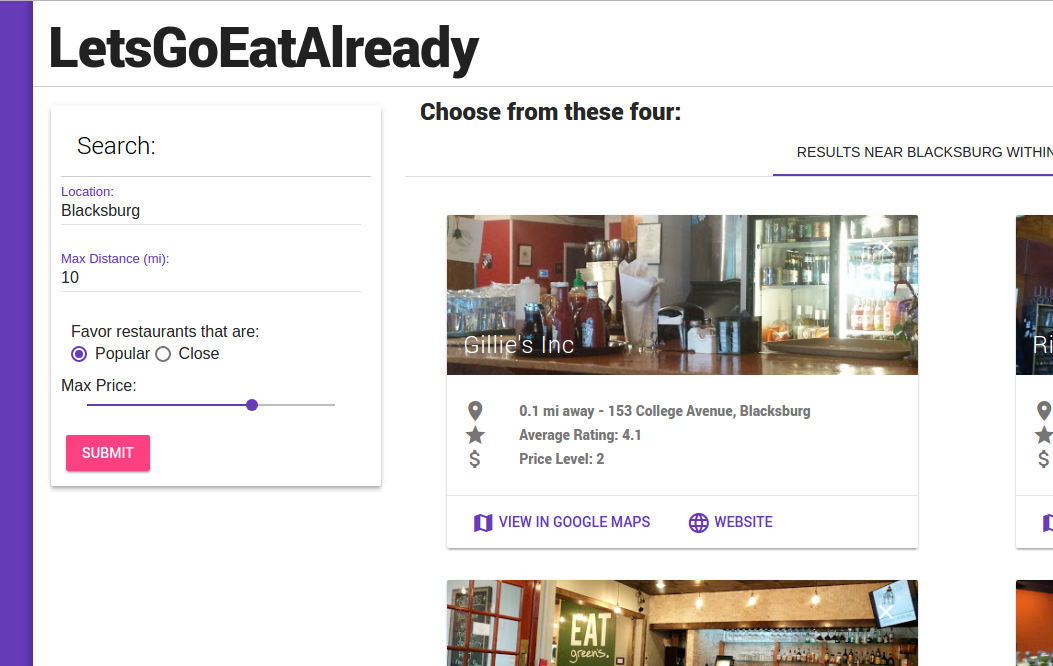 LetsGoEatAlready
Search:
Location:
Blacksburg
Max Distance (mi):
10
Favor restaurants that are:
Popular Close
Max Price:
SUBMIT
Choose from these four:
RESULTS NEAR BLACKSBURG WITHIN
Gillie's Inc
0.1 mi away - 153 College Avenue, Blacksburg
Average Rating: 4.1
$ Price Level: 2
VIEW IN GOOGLE MAPS WEBSITE
Ri
$
EAT
greens.